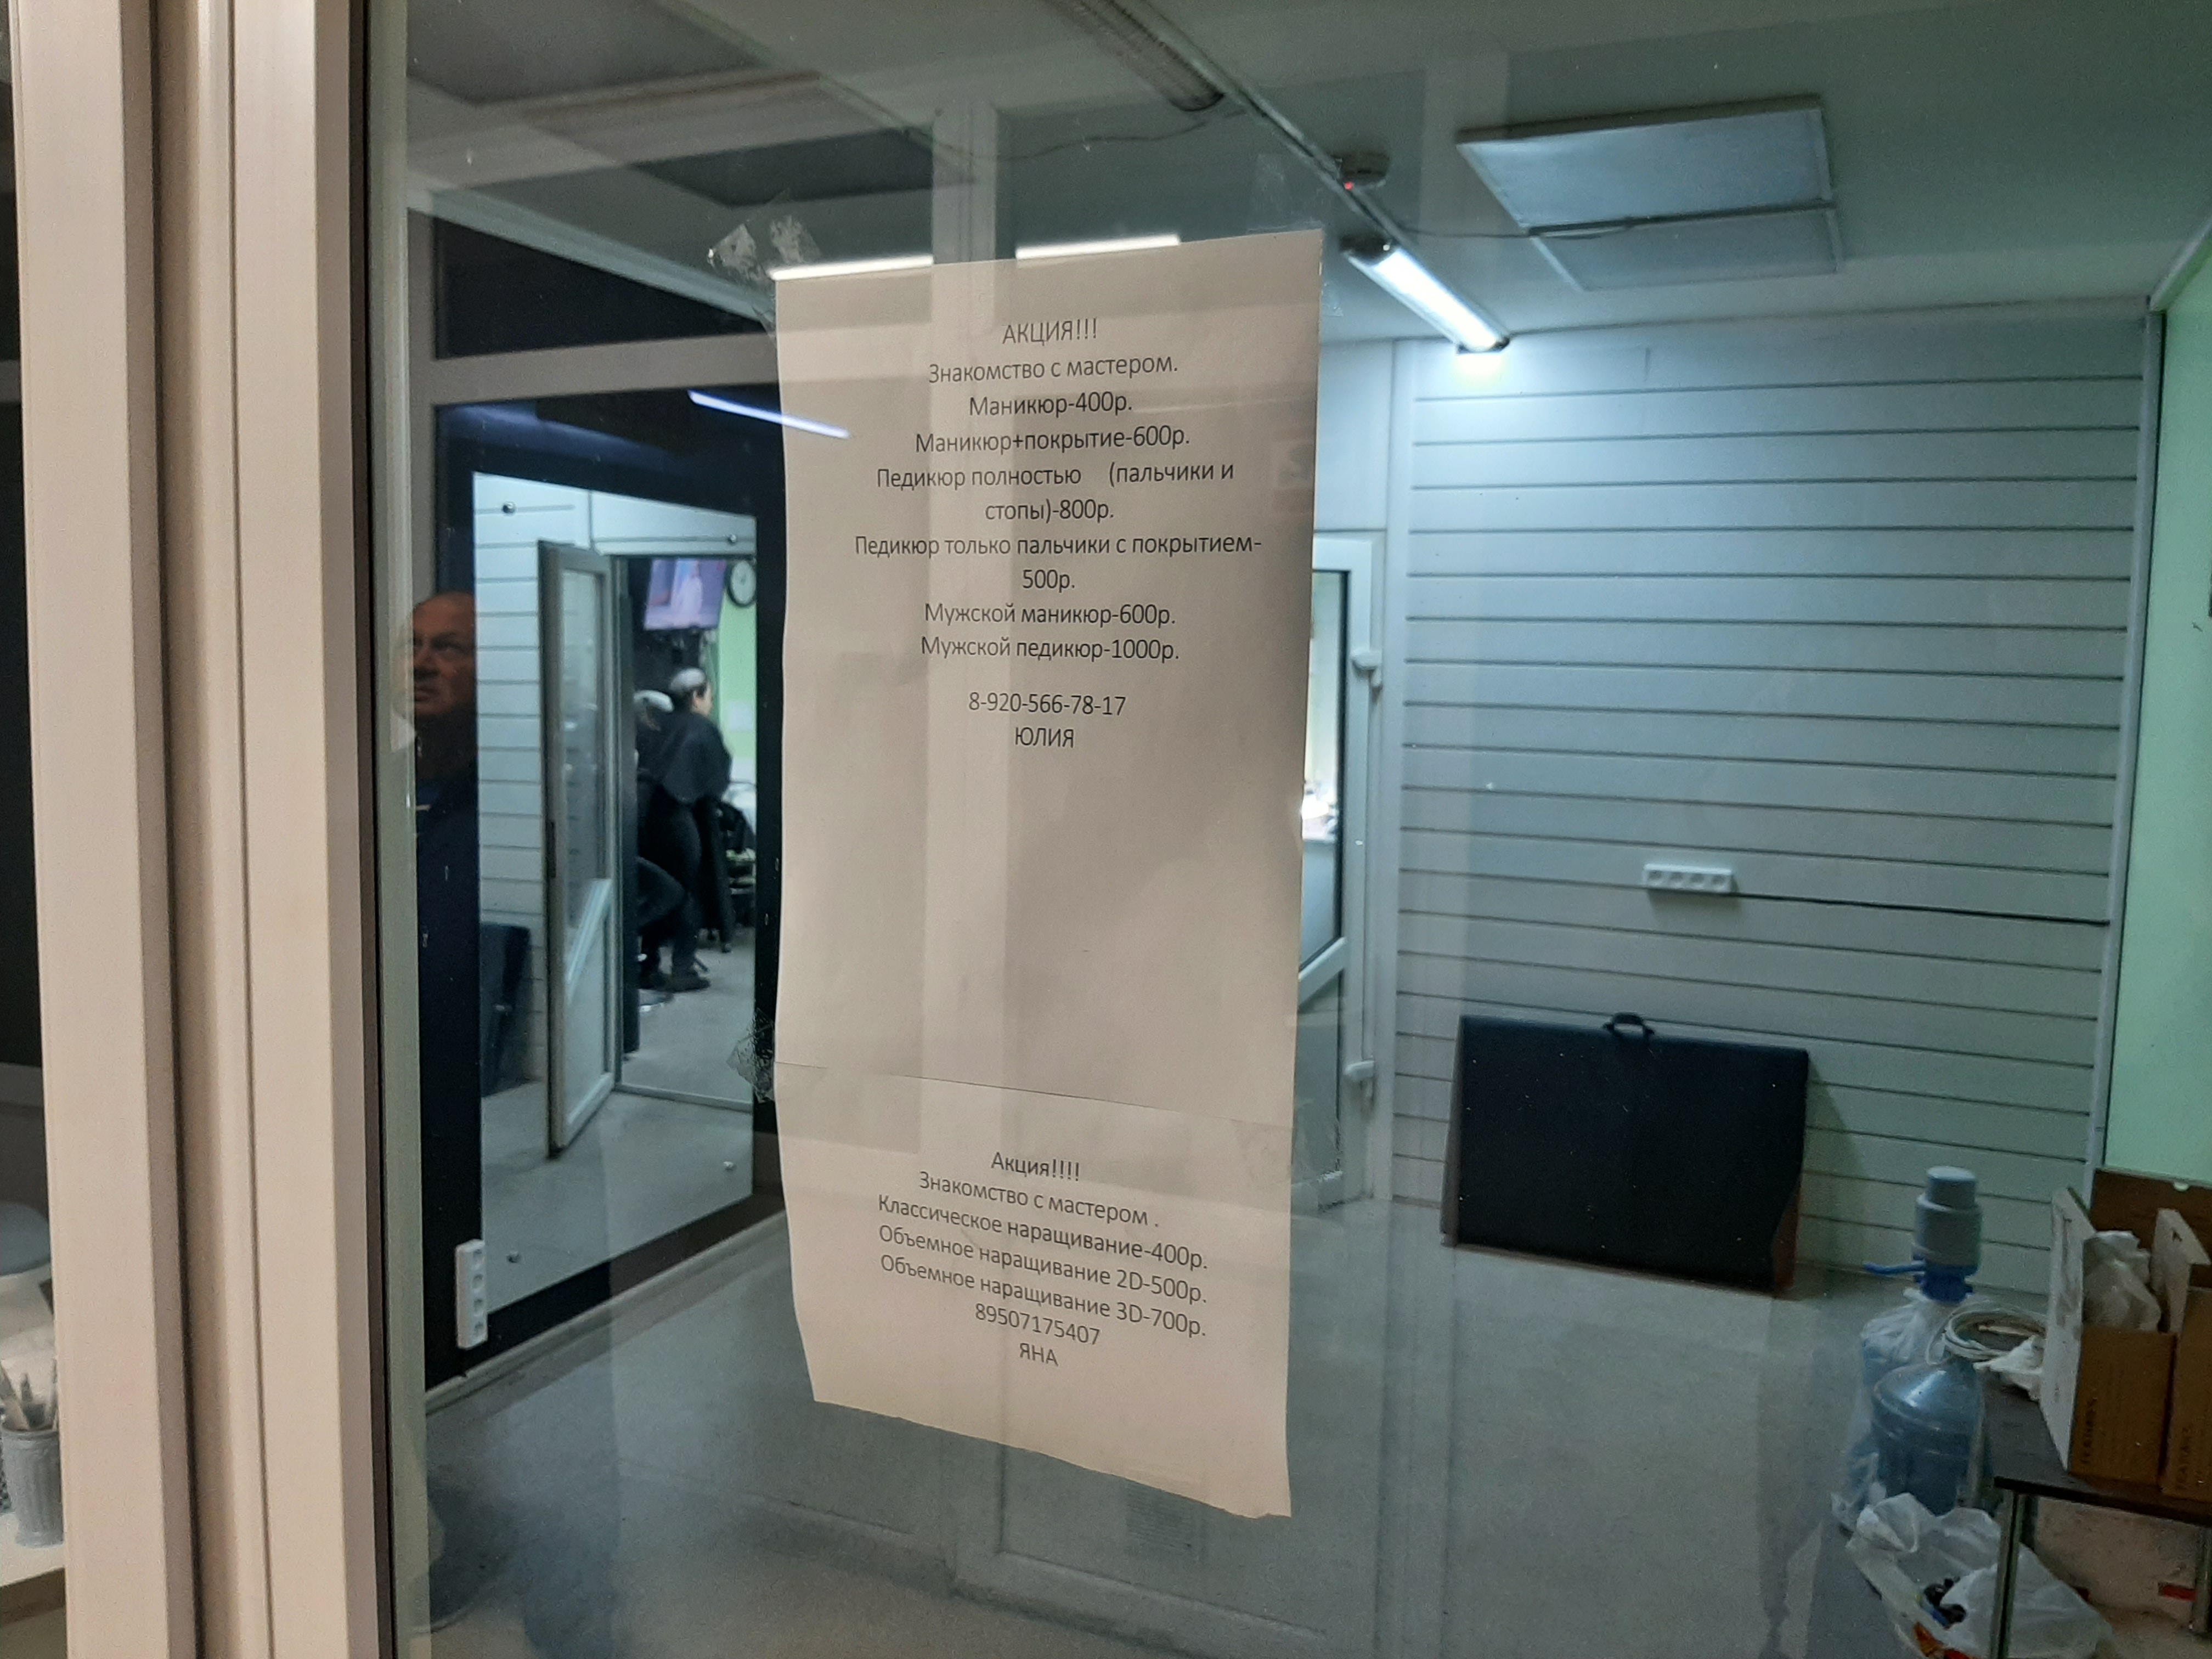 АКЦИЯ!!!
Знакомство с мастером.
Маникюр-400р.
Маникюр+покрытие-600р.
Педикюр полностью (пальчики и
стопы)-800р.
Педикюр только пальчики с покрытием-
500р.
Мужской маникюр-600р.
Мужской педикюр-1000р.
8-920-566-78-17
ЮЛИЯ
Акция!!!!
Знакомство с мастером .
Классическое наращивание-400р.
Объемное наращивание 2D-500р.
Объемное наращивание 3D-700р.
89507175407
ЯНА